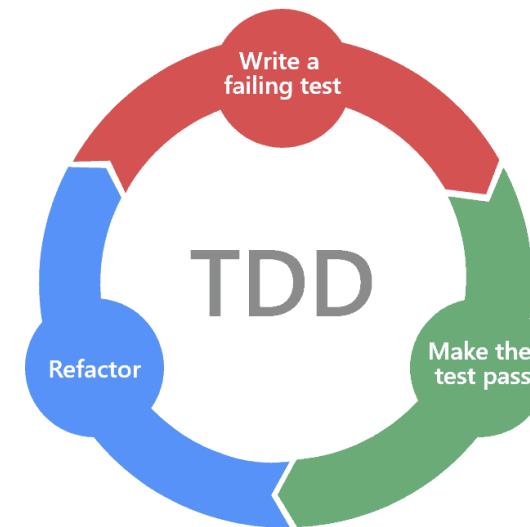 Write a
failing test
TDD
Make the
test pass
Refactor